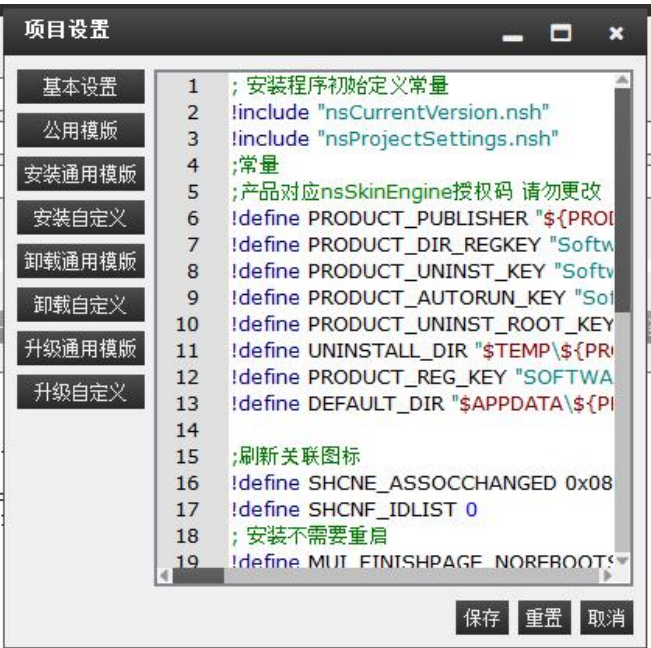 项目设置
基本设置
公用模版
安装通用模版
安装自定义
卸载通用模版
卸载自定义
升级通用模版
升级自定义
1 ; 安装程序初始定义常量
2 !include "nsCurrentVersion.nsh"
3 !include "nsProjectSettings.nsh"
4 ;常量
5 ;产品对应nsSkinEngine授权码 请勿更改
6 !define PRODUCT_PUBLISHER "${PROD
7 !define PRODUCT_DIR_REGKEY "Softw
8 !define PRODUCT_UNINST_KEY "Softw
9 !define PRODUCT_AUTORUN_KEY "Sof
10 !define PRODUCT_UNINST_ROOT_KEY
11 !define UNINSTALL_DIR "$TEMP\${PR
12 !define PRODUCT_REG_KEY "SOFTWA
13 !define DEFAULT_DIR "$APPDATA\${P
14
15 ;刷新关联图标
16 !define SHCNE_ASSOCCHANGED 0x08
17 !define SHCNF_IDLIST 0
18 ; 安装不需要重启
19 !define MUI_FINISHPAGE_NOREBOOTS
保存 重置 取消